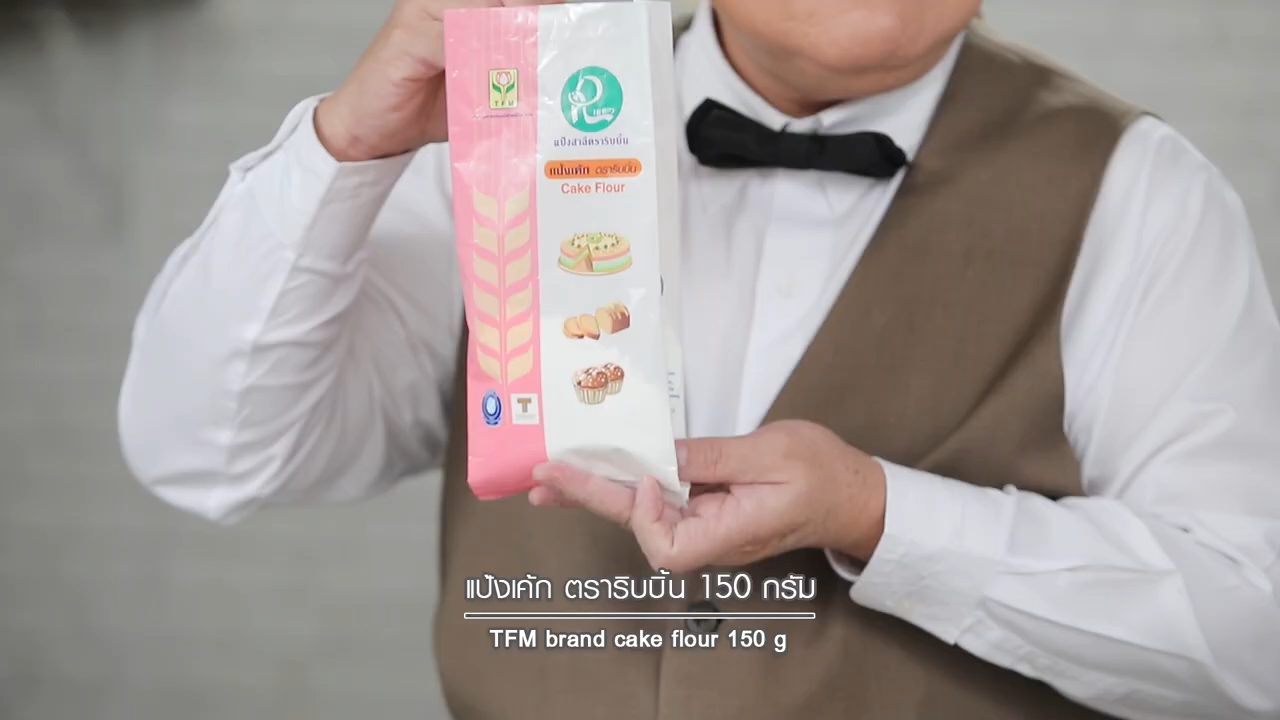 TFM
R
แป้งสาลีตราริบบิ้น
แป้งเค้ก ตราริบบิ้น
Cake Flour
T
แป้งเค้ก ตราริบบิ้น 150 กรัม
TFM brand cake flour 150 g